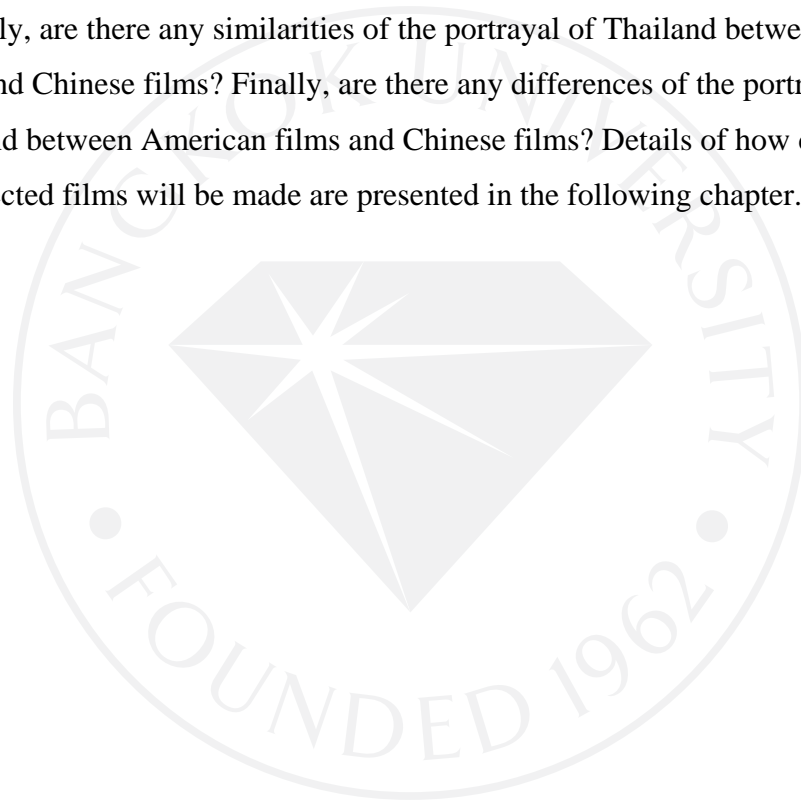 ly, are there any similarities of the portrayal of Thailand betwe
nd Chinese films? Finally, are there any differences of the portr
d between American films and Chinese films? Details of how
ected films will be made are presented in the following chapter.
BANGKOK UNIVERSITY
FOUNDED 1962